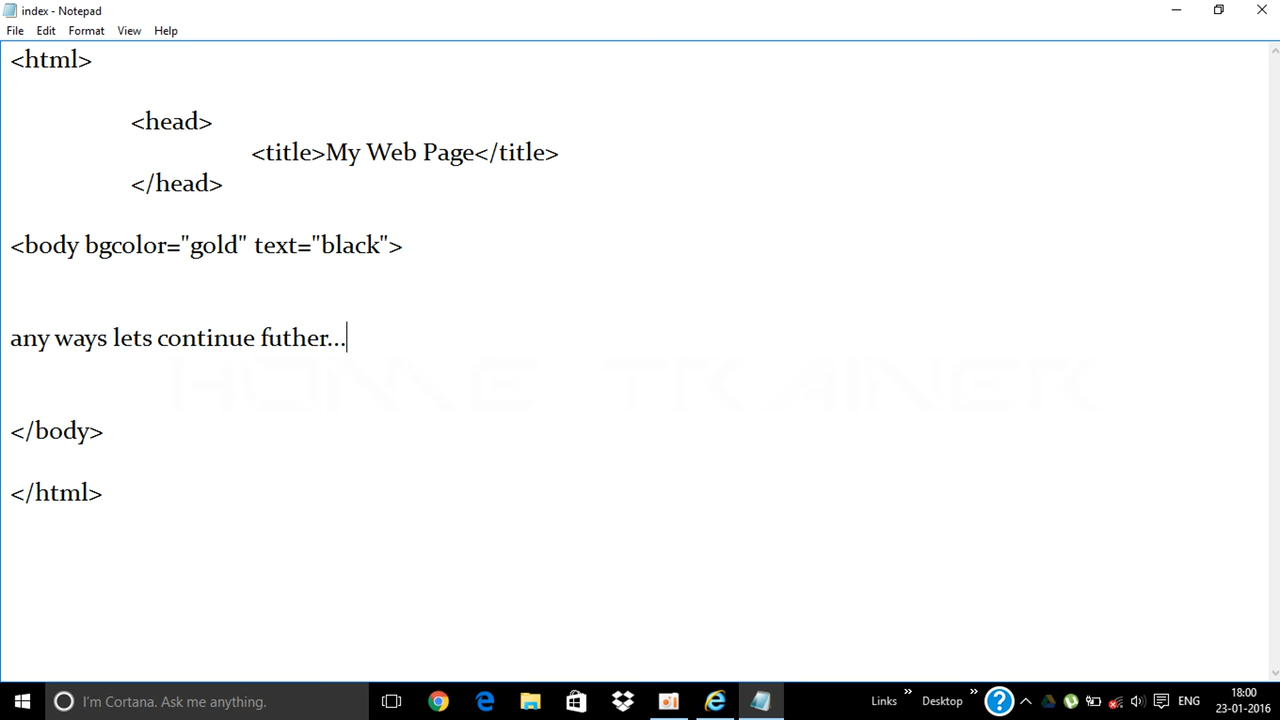 index - Notepad
File Edit Format View Help
<html>
<head>
<title>My Web Page</title>
</head>
<body bgcolor="gold" text="black">
any ways lets continue futher...
HOME TRAINER
</body>
</html>
I'm Cortana. Ask me anything.
Links » Desktop » ENG
18:00
23-01-2016